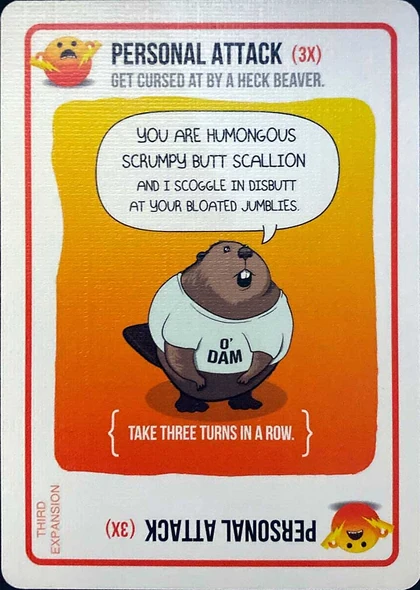 PERSONAL ATTACK (3X)
GET CURSED AT BY A HECK BEAVER.
YOU ARE HUMONGOUS
SCRUMPY BUTT SCALLION
AND I SCOGGLE IN DISBUTT
AT YOUR BLOATED JUMBLIES.
O'
DAM
{ TAKE THREE TURNS IN A ROW. }
THIRD
EXPANSION
PERSONAL ATTACK (3X)